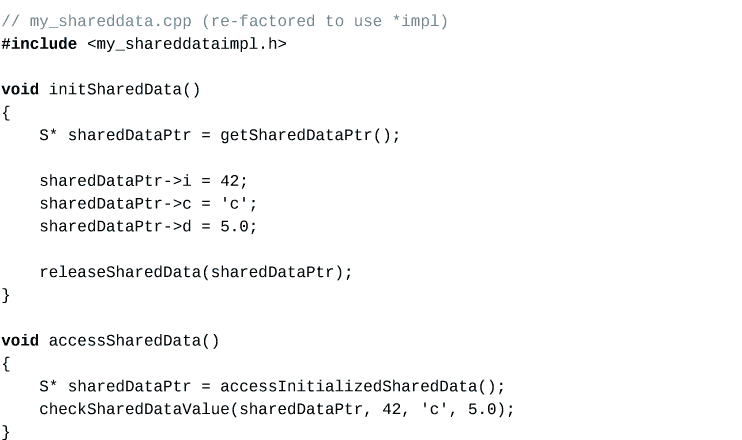 // my_shareddata.cpp (re-factored to use *impl)
#include <my_shareddataimpl.h>
void initSharedData()
{
S* sharedDataPtr = getSharedDataPtr();
sharedDataPtr->i = 42;
sharedDataPtr->c = 'c';
sharedDataPtr->d = 5.0;
releaseSharedData(sharedDataPtr);
}
void accessSharedData()
{
S* sharedDataPtr = accessInitializedSharedData();
checkSharedDataValue(sharedDataPtr, 42, 'c', 5.0);
}